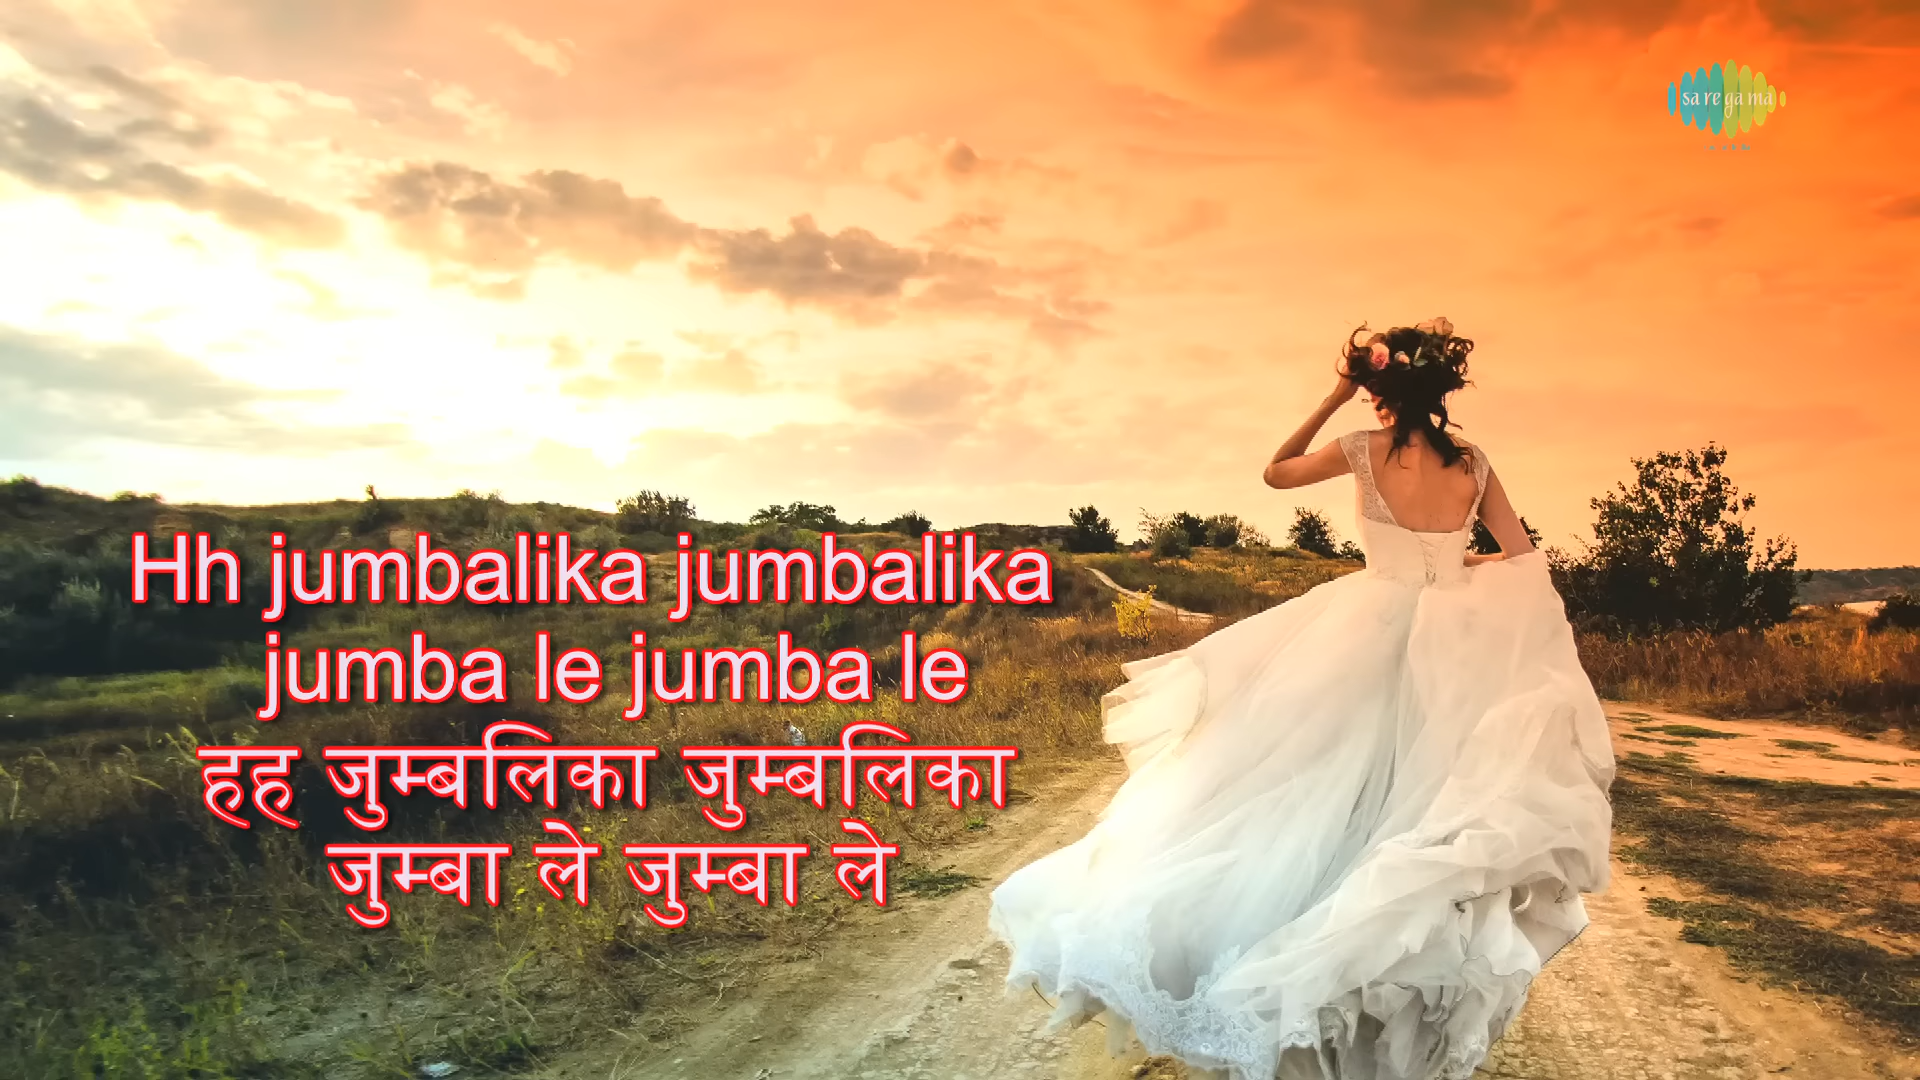 sa re ga ma
Hh jumbalika jumbalika
jumba le jumba le
हह जुम्बलिका जुम्बलिका
जुम्बा ले जुम्बा ले